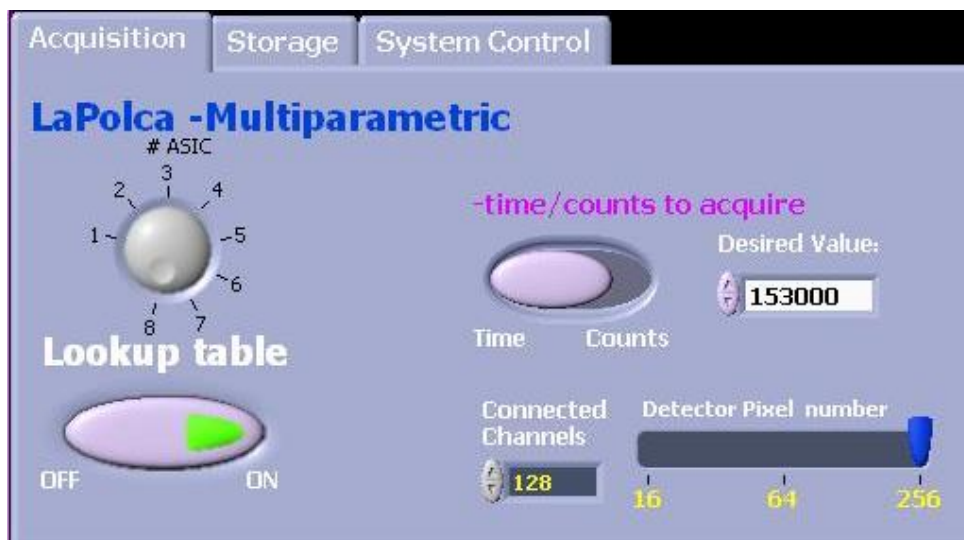 Acquisition Storage System Control
LaPolca -Multiparametric
# ASIC
3
2 4
1 5
6
8 7
Lookup table
OFF ON
-time/counts to acquire
Desired Value:
153000
Time Counts
Connected
Channels
128
Detector Pixel number
16 64 256